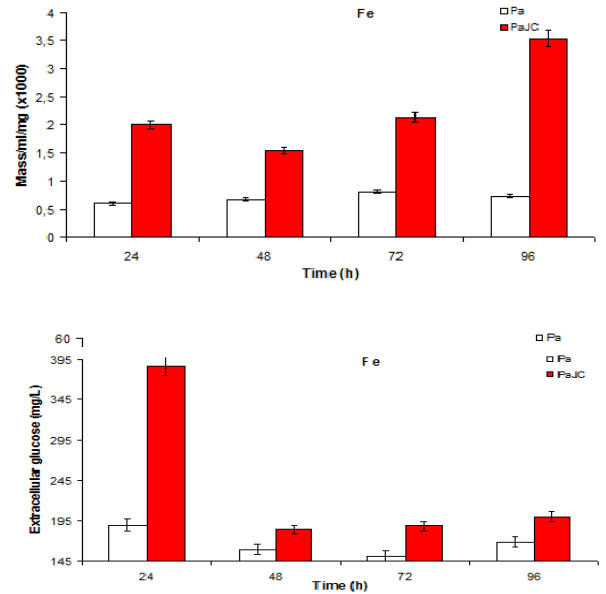 Fe
Pa
PaJC
Mass/ml/mg (x1000)
4
3,5
3
2,5
2
1,5
1
0,5
0
24 48 72 96
Time (h)
Fe
Pa
Pa
PaJC
Extracellular glucose (mg/L)
60
395
345
295
245
195
145
24 48 72 96
Time (h)